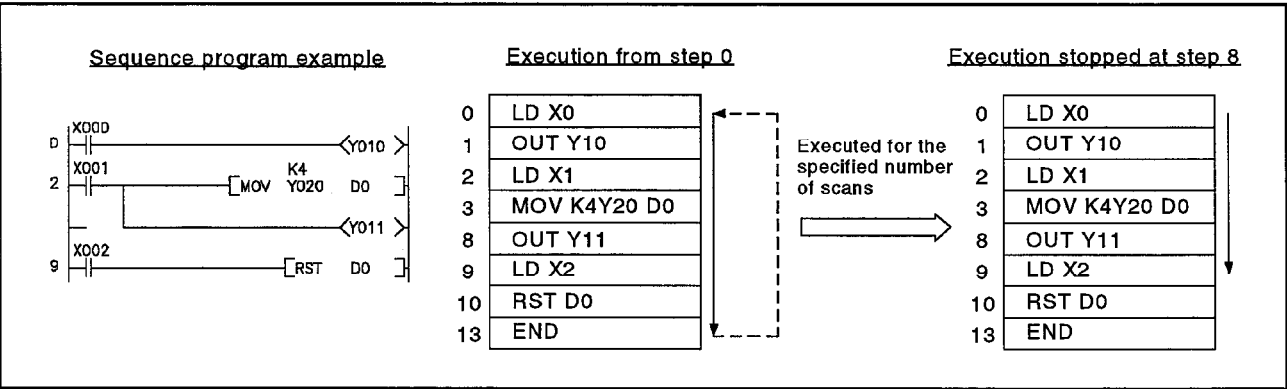 Sequence program example
X000
0
Y010
X001
2
K4
MOV Y020 D0
Y011
X002
9
RST D0
Execution from step 0
0 LD X0
1 OUT Y10
2 LD X1
3 MOV K4Y20 D0
8 OUT Y11
9 LD X2
10 RST D0
13 END
Executed for the
specified number
of scans
Execution stopped at step 8
0 LD X0
1 OUT Y10
2 LD X1
3 MOV K4Y20 D0
8 OUT Y11
9 LD X2
10 RST D0
13 END